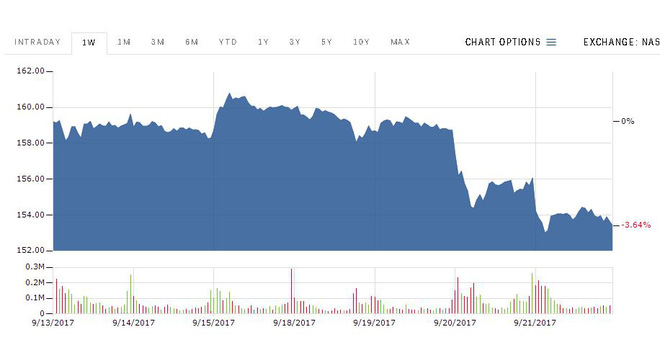 INTRADAY 1W 1M 3M 6M YTD 1Y 3Y 5Y 10Y MAX CHART OPTIONS EXCHANGE: NAS
162.00
160.00
0%
158.00
156.00
154.00
-3.64%
152.00
0.3M
0.2M
0.1M
0
9/13/2017 9/14/2017 9/15/2017 9/18/2017 9/19/2017 9/20/2017 9/21/2017